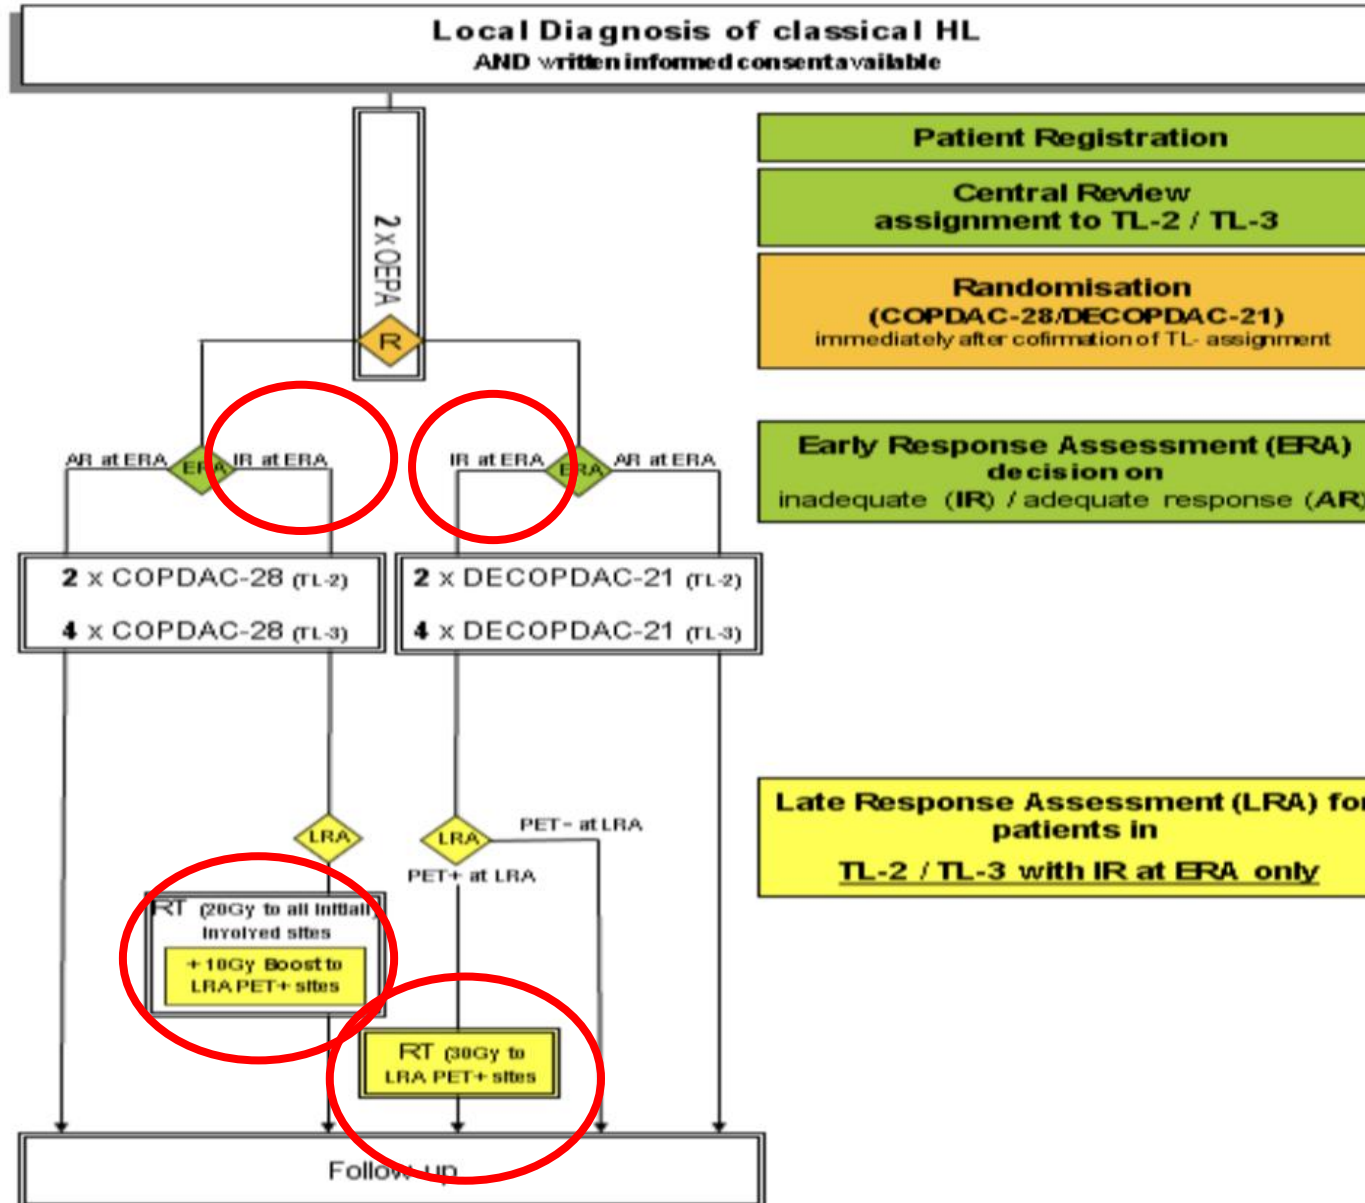 Local Diagnosis of classical HL
AND written informed consent available
2 x OEPA
R
Patient Registration
Central Review
assignment to TL-2 / TL-3
Randomisation
(COPDAC-28/DECOPDAC-21)
immediately after cofirmation of TL- assignment
AR at ERA
ERA
IR at ERA
IR at ERA
ERA
AR at ERA
Early Response Assessment (ERA)
decision on
inadequate (IR) / adequate response (AR)
2 x COPDAC-28 (TL-2)
4 x COPDAC-28 (TL-3)
2 x DECOPDAC-21 (TL-2)
4 x DECOPDAC-21 (TL-3)
LRA
LRA
PET- at LRA
PET+ at LRA
Late Response Assessment (LRA) for
patients in
TL-2 / TL-3 with IR at ERA only
RT (20Gy to all initiall
involved sites
+ 10Gy Boost to
LRA PET+ sites
RT (30Gy to
LRA PET+ sites
Follow-up